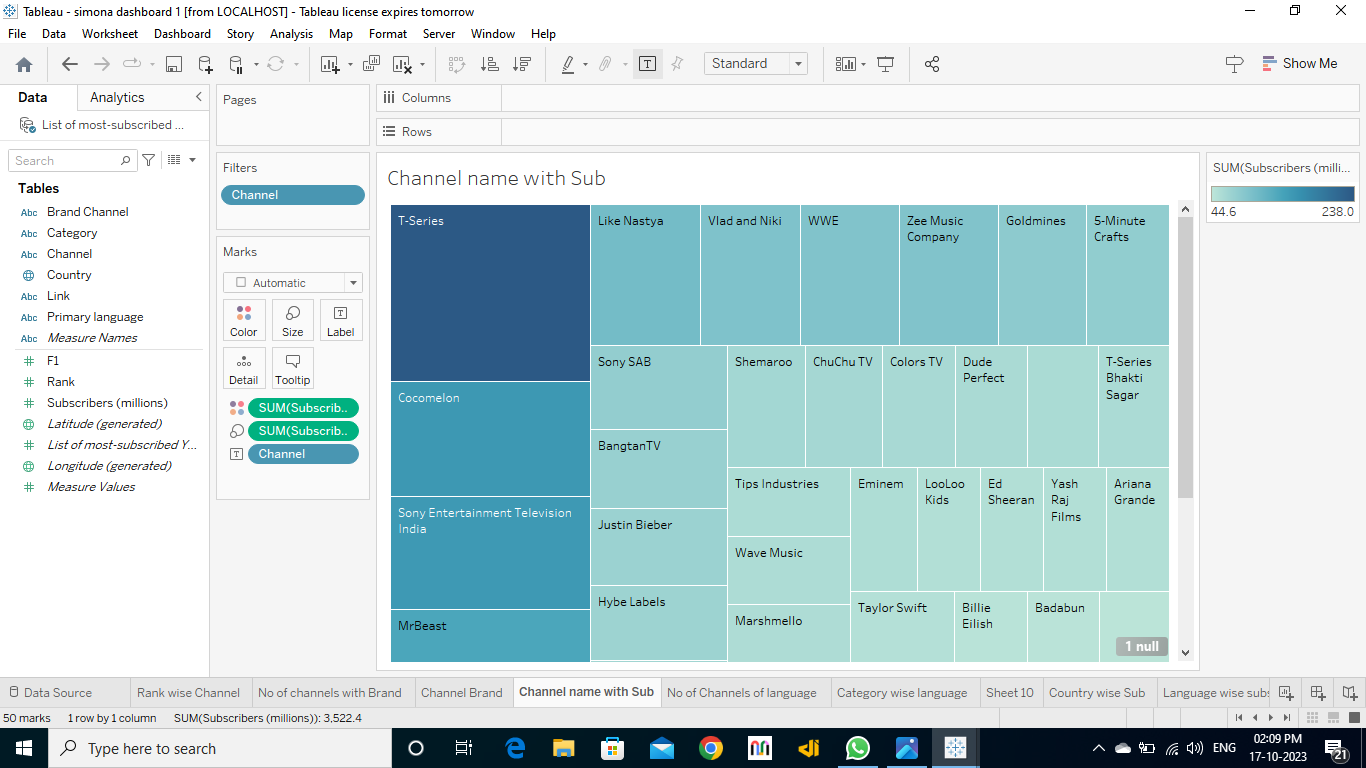 Tableau - simona dashboard 1 [from LOCALHOST] - Tableau license expires tomorrow
File Data Worksheet Dashboard Story Analysis Map Format Server Window Help
Standard
Show Me
Data Analytics
List of most-subscribed ...
Search
Tables
Abc Brand Channel
Abc Category
Abc Channel
Country
Abc Link
Abc Primary language
Abc Measure Names
# F1
# Rank
# Subscribers (millions)
Latitude (generated)
# List of most-subscribed Y...
Longitude (generated)
# Measure Values
Pages
Filters
Channel
Marks
Automatic
Color Size Label
Detail Tooltip
SUM(Subscrib..
SUM(Subscrib..
Channel
Columns
Rows
Channel name with Sub
T-Series
Cocomelon
Sony Entertainment Television
India
MrBeast
Like Nastya
Vlad and Niki
WWE
Zee Music
Company
Goldmines
5-Minute
Crafts
Sony SAB
BangtanTV
Justin Bieber
Hybe Labels
Shemaroo
ChuChu TV
Colors TV
Dude
Perfect
T-Series
Bhakti
Sagar
Tips Industries
Wave Music
Marshmello
Eminem
LooLoo
Kids
Ed
Sheeran
Yash
Raj
Films
Ariana
Grande
Taylor Swift
Billie
Eilish
Badabun
1 null
SUM(Subscribers (milli...
44.6 238.0
Data Source Rank wise Channel No of channels with Brand Channel Brand Channel name with Sub No of Channels of language Category wise language Sheet 10 Country wise Sub Language wise subs
50 marks 1 row by 1 column SUM(Subscribers (millions)): 3,522.4
Type here to search
ENG
02:09 PM
17-10-2023
21